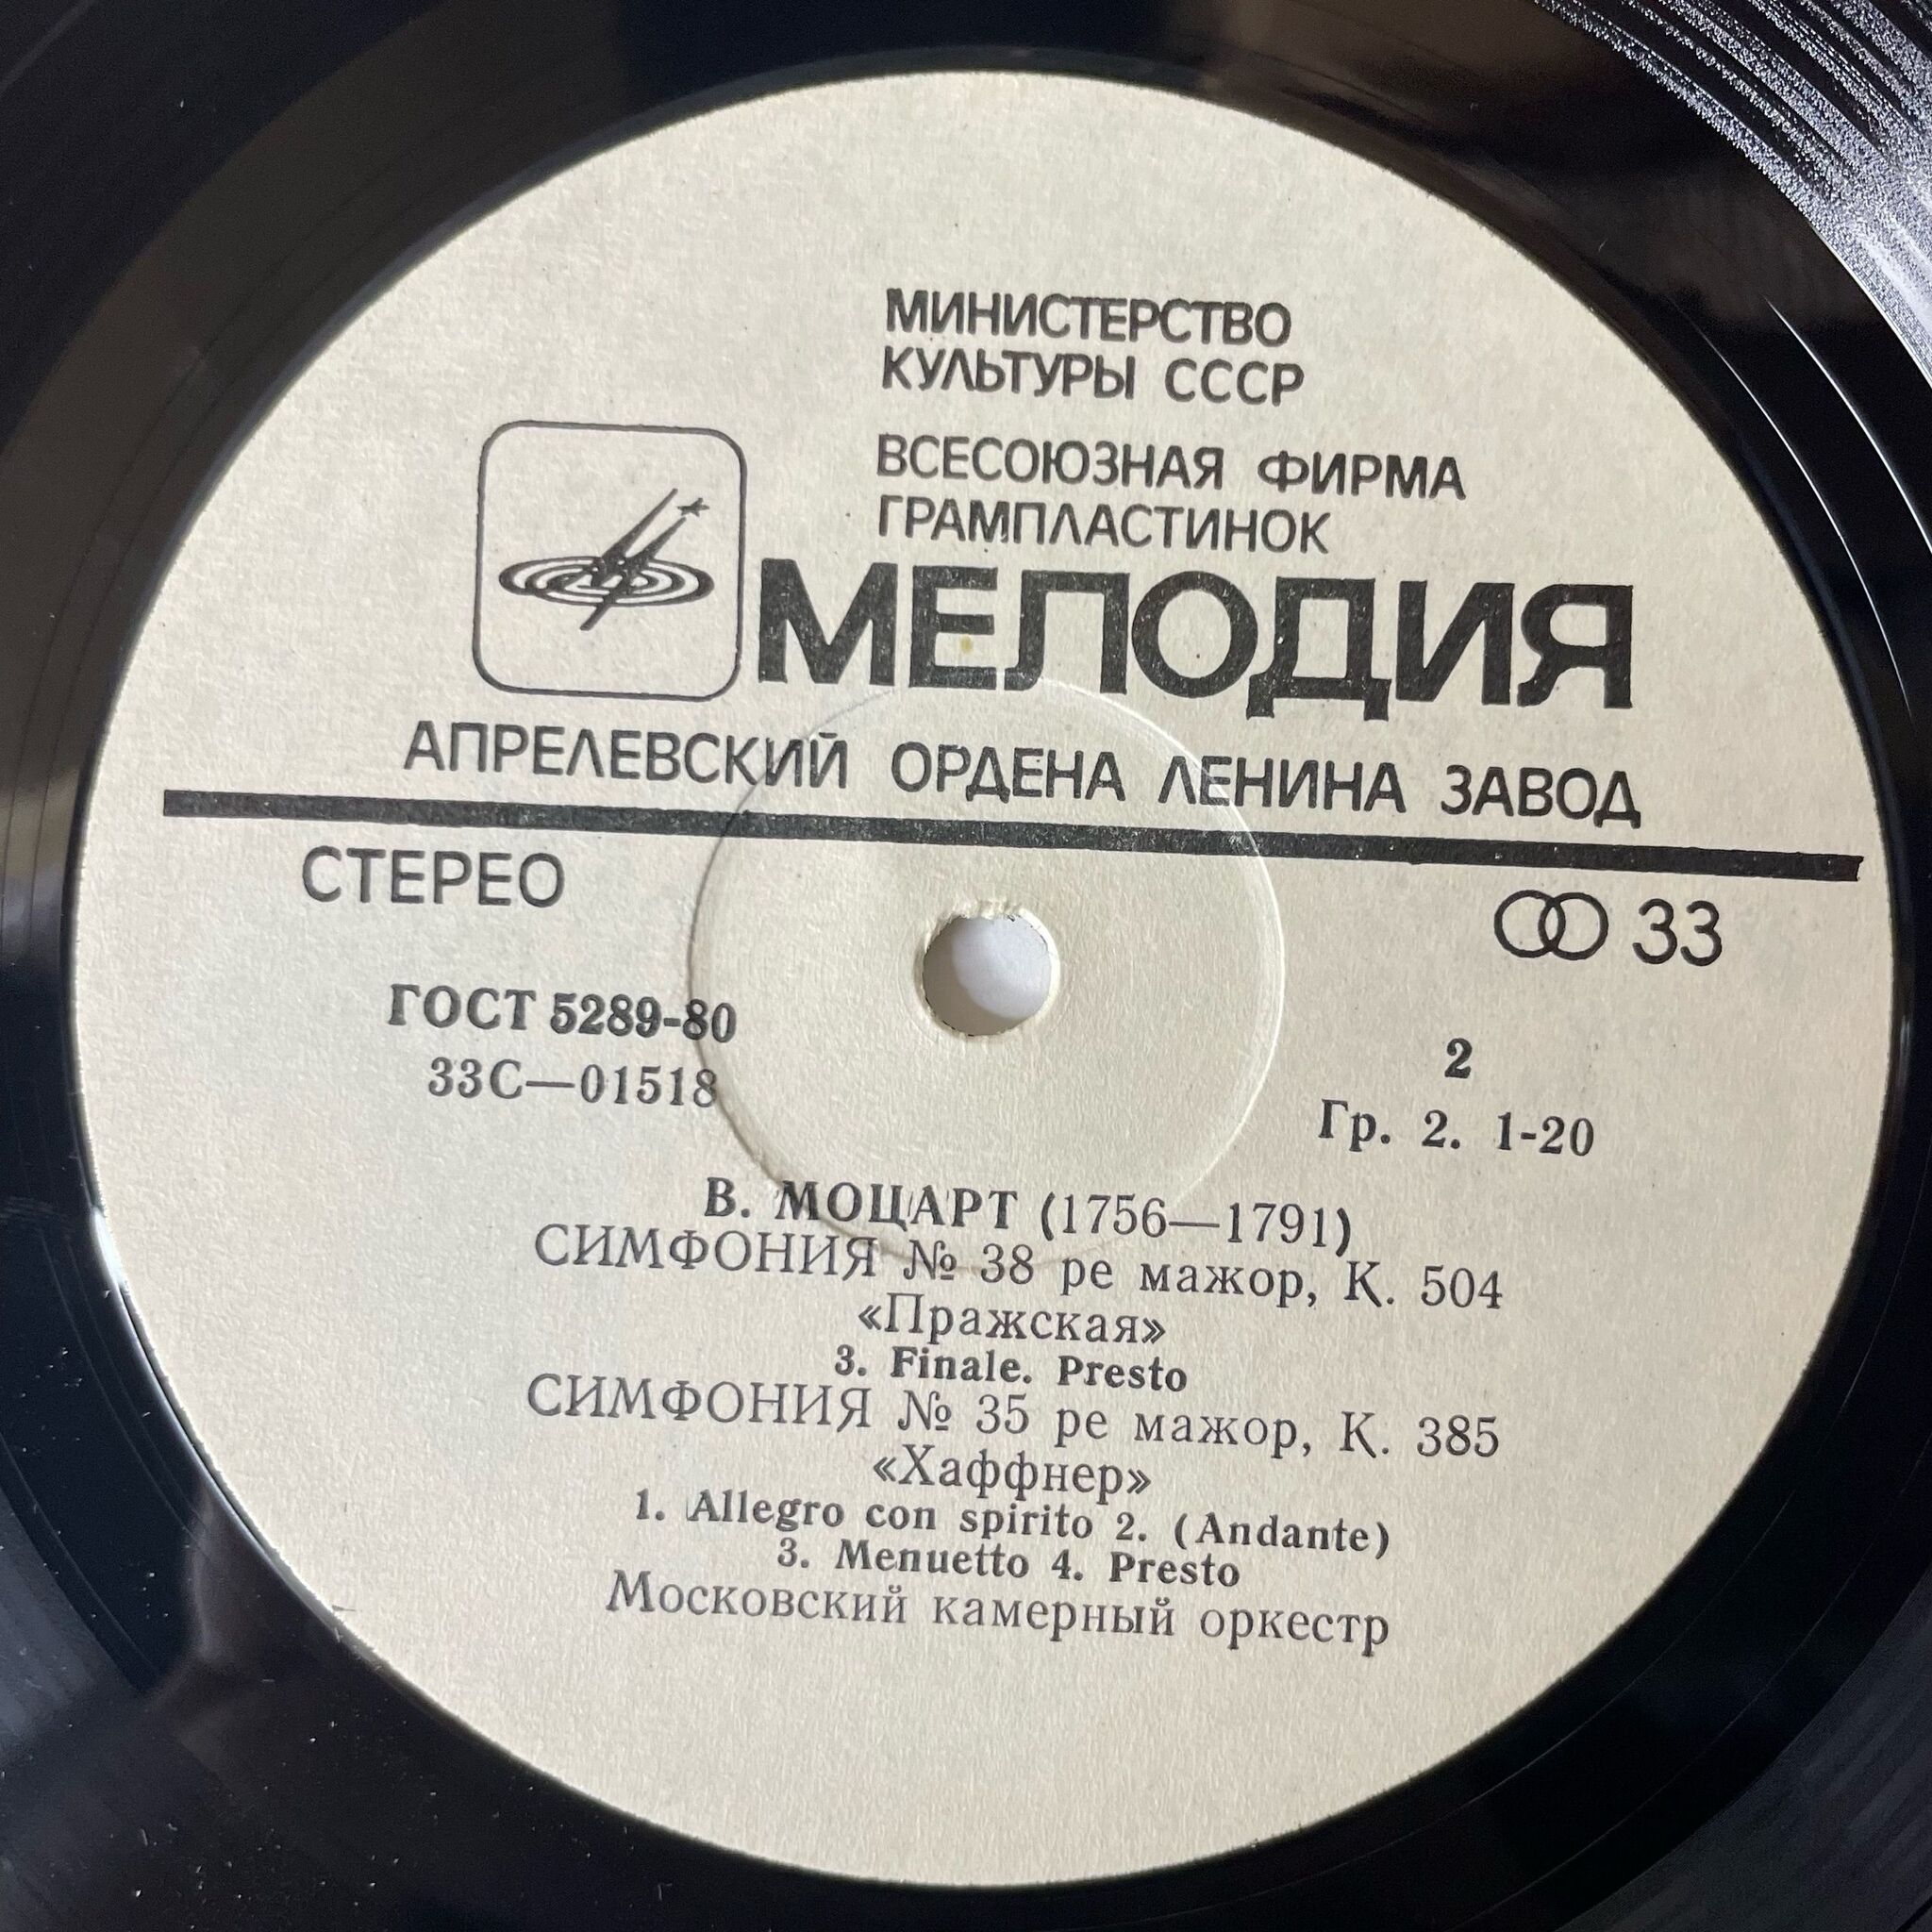 МИНИСТЕРСТВО
КУЛЬТУРЫ СССР
ВСЕСОЮЗНАЯ ФИРМА
ГРАМПЛАСТИНОК
МЕЛОДИЯ
АПРЕЛЕВСКИЙ ОРДЕНА ЛЕНИНА ЗАВОД
СТЕРЕО
33
ГОСТ 5289-80
33С—01518
2
Гр. 2. 1-20
В. МОЦАРТ (1756—1791)
СИМФОНИЯ № 38 ре мажор, К. 504
«Пражская»
3. Finale. Presto
СИМФОНИЯ № 35 ре мажор, К. 385
«Хаффнер»
1. Allegro con spirito 2. (Andante)
3. Menuetto 4. Presto
Московский камерный оркестр